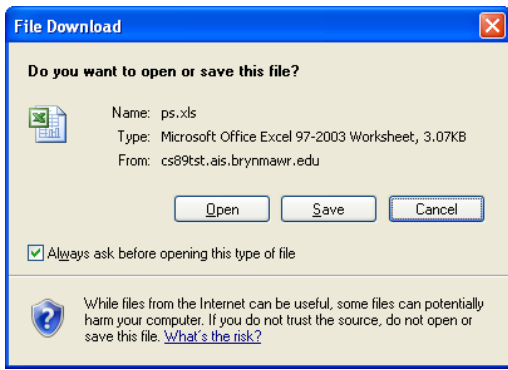 File Download
Do you want to open or save this file?
Name: ps.xls
Type: Microsoft Office Excel 97-2003 Worksheet, 3.07KB
From: cs89tst.ais.brynmawr.edu
Open Save Cancel
Always ask before opening this type of file
While files from the Internet can be useful, some files can potentially
harm your computer. If you do not trust the source, do not open or
save this file. What's the risk?